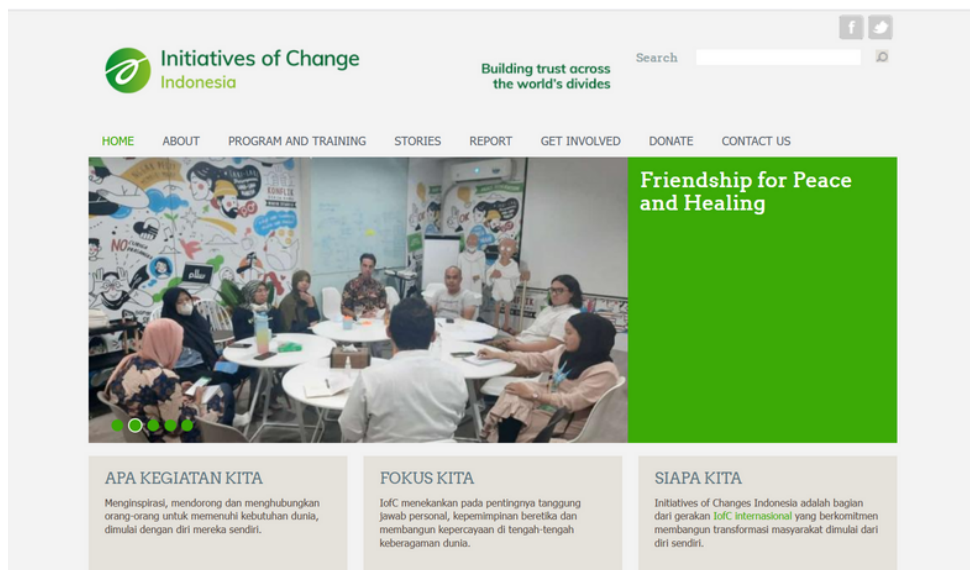 Initiatives of Change
Indonesia
Building trust across
the world's divides
Search
HOME ABOUT PROGRAM AND TRAINING STORIES REPORT GET INVOLVED DONATE CONTACT US
KONFLIK
NO
Friendship for Peace
and Healing
APA KEGIATAN KITA
Menginspirasi, mendorong dan menghubungkan
orang-orang untuk memenuhi kebutuhan dunia,
dimulai dengan diri mereka sendiri.
FOKUS KITA
IofC menekankan pada pentingnya tanggung
jawab personal, kepemimpinan beretika dan
membangun kepercayaan di tengah-tengah
keberagaman dunia.
SIAPA KITA
Initiatives of Changes Indonesia adalah bagian
dari gerakan IofC internasional yang berkomitmen
membangun transformasi masyarakat dimulai dari
diri sendiri.